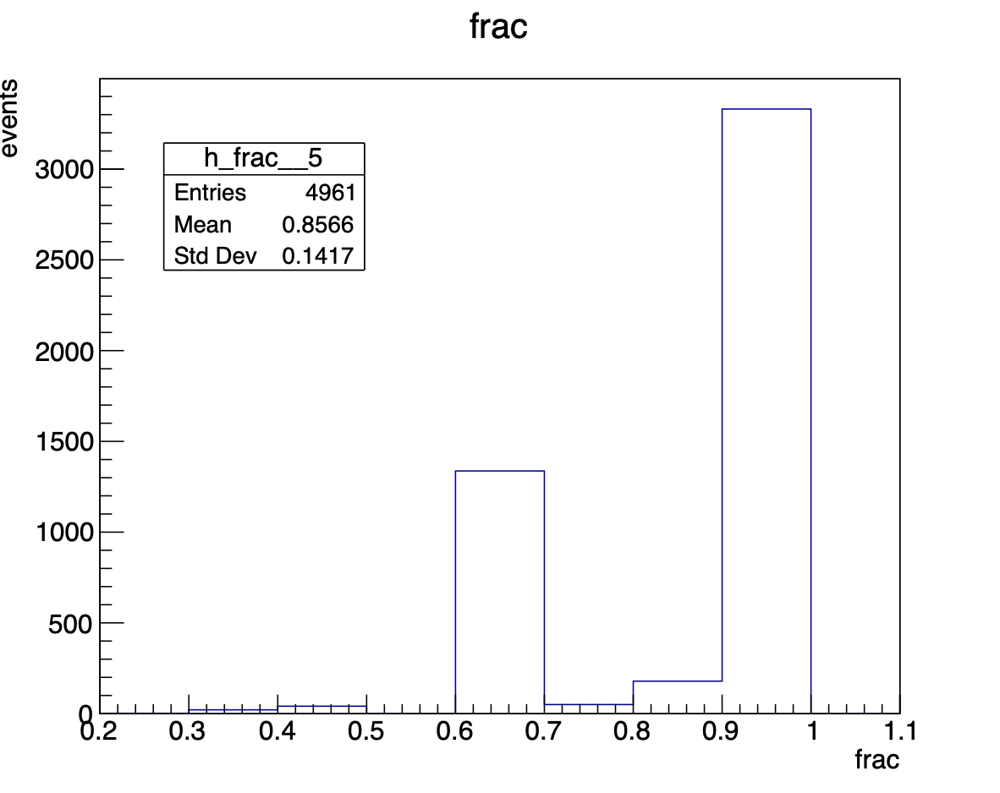 frac
events
h_frac__5
Entries 4961
Mean 0.8566
Std Dev 0.1417
3000
2500
2000
1500
1000
500
0
0.2 0.3 0.4 0.5 0.6 0.7 0.8 0.9 1 1.1
frac